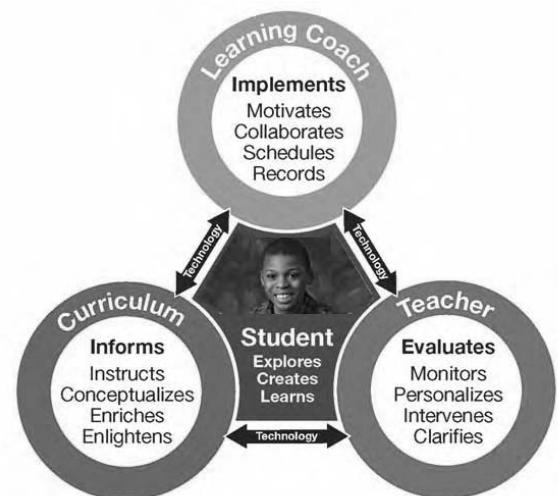 Learning Coach
Implements
Motivates
Collaborates
Schedules
Records
Technology
Technology
Curriculum
Informs
Instructs
Conceptualizes
Enriches
Enlightens
Student
Explores
Creates
Learns
Teacher
Evaluates
Monitors
Personalizes
Intervenes
Clarifies
Technology